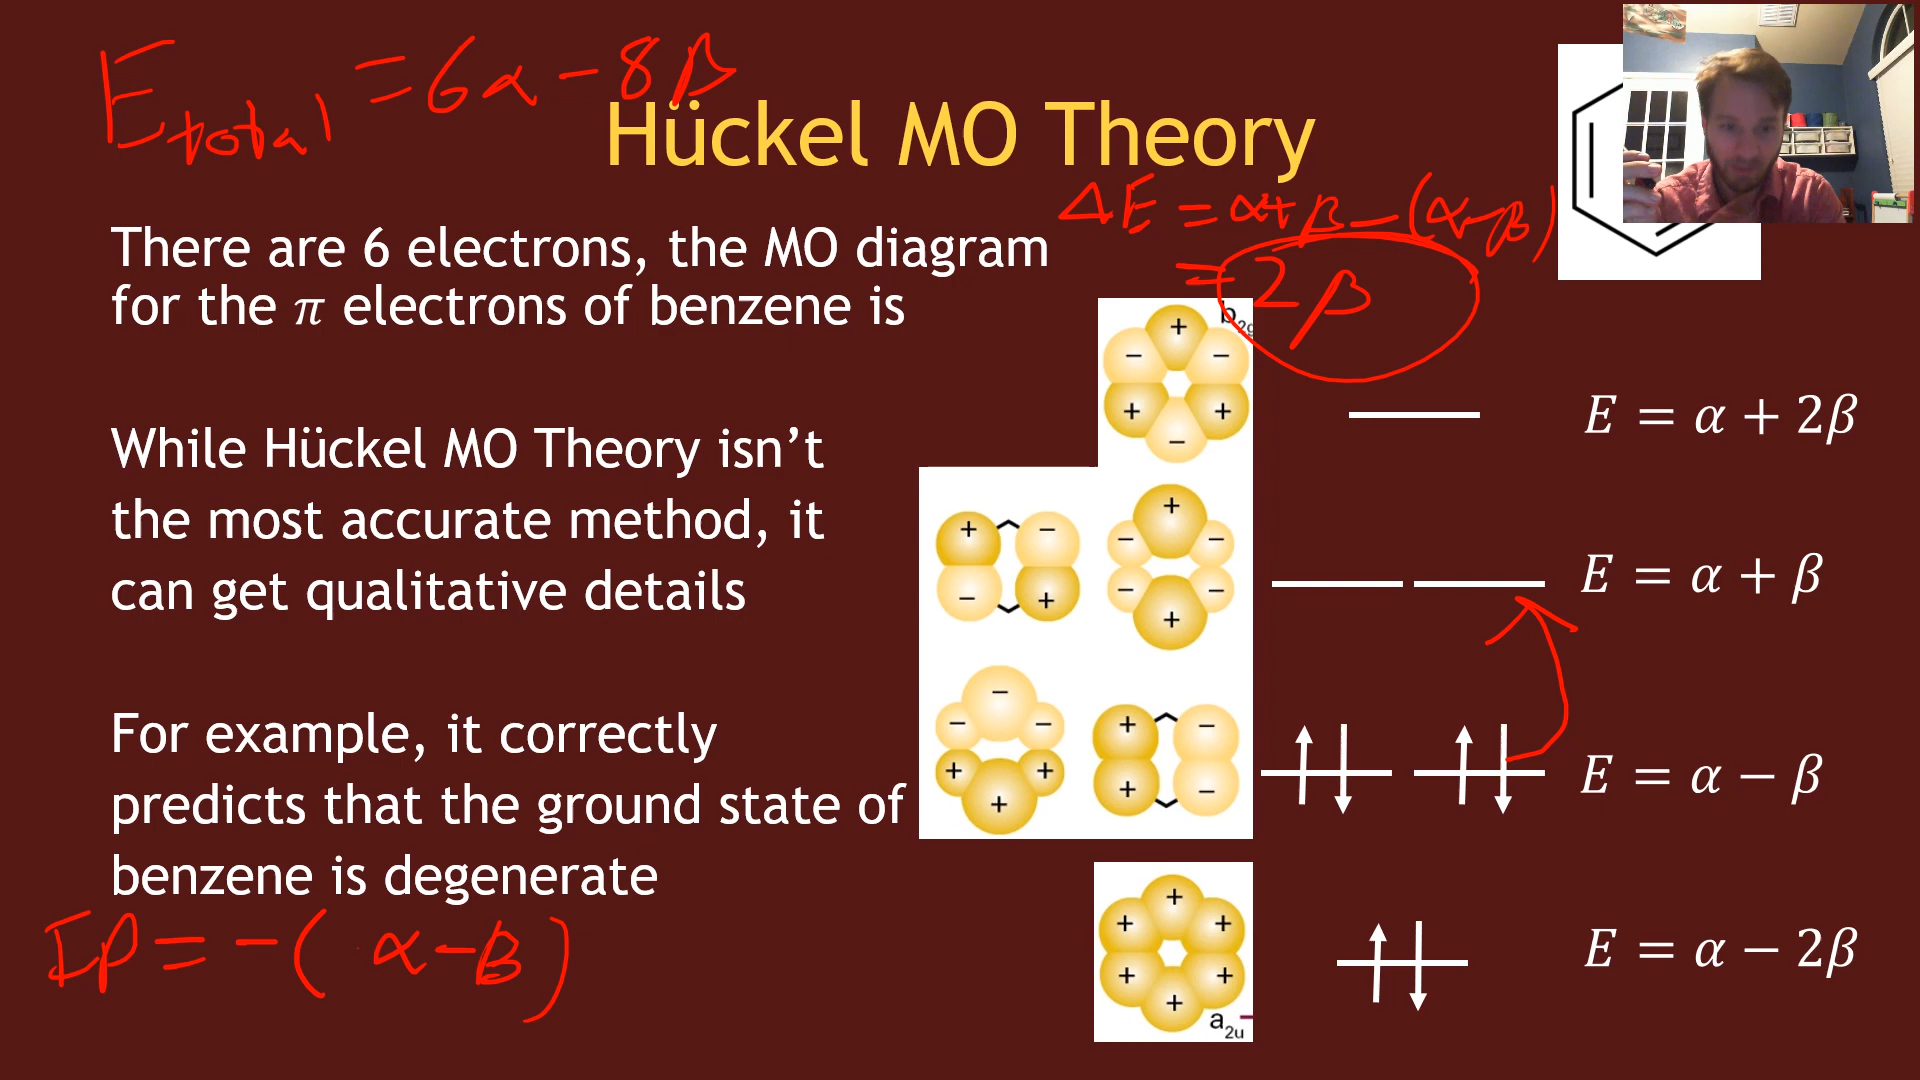 E_total = 6α − 8β
Hückel MO Theory
ΔE = α+β − (α−β)
= 2β
There are 6 electrons, the MO diagram
for the π electrons of benzene is
While Hückel MO Theory isn’t
the most accurate method, it
can get qualitative details
For example, it correctly
predicts that the ground state of
benzene is degenerate
IP = −( α−β)
b2g
+
− −
+ +
−
E = α + 2β
+ −
− +
+
− −
− −
+
E = α + β
−
− −
+ +
+
+ −
+ −
E = α − β
+
+ +
+ +
+
a2u
E = α − 2β